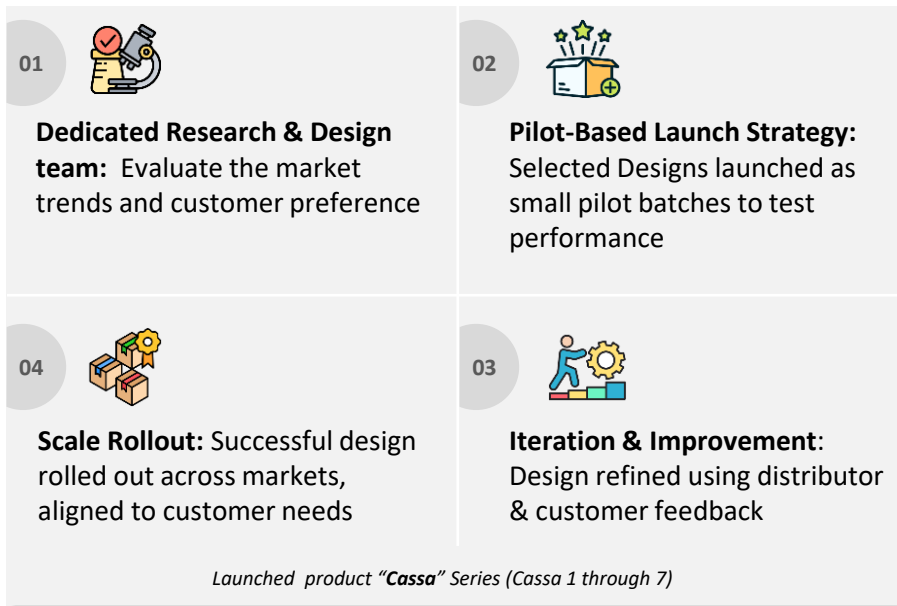 01
Dedicated Research & Design
team: Evaluate the market
trends and customer preference
02
Pilot-Based Launch Strategy:
Selected Designs launched as
small pilot batches to test
performance
04
Scale Rollout: Successful design
rolled out across markets,
aligned to customer needs
03
Iteration & Improvement:
Design refined using distributor
& customer feedback
Launched product “Cassa” Series (Cassa 1 through 7)